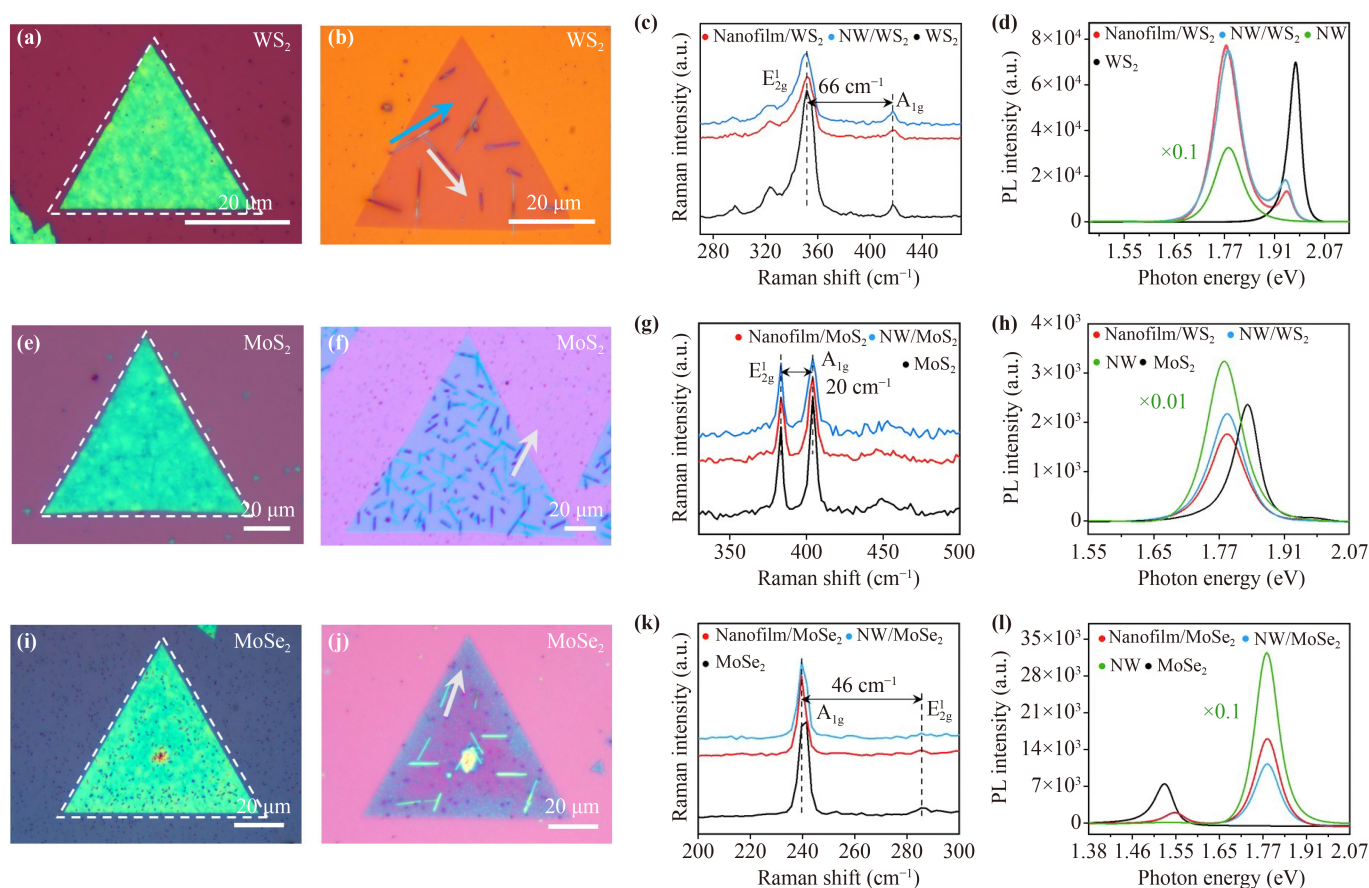 (a) WS₂
20 μm
(b) WS₂
20 μm
(c)
Nanofilm/WS₂ NW/WS₂ WS₂
E¹₂g 66 cm⁻¹ A₁g
Raman intensity (a.u.)
280 320 360 400 440
Raman shift (cm⁻¹)
(d)
Nanofilm/WS₂ NW/WS₂ NW
WS₂
×0.1
PL intensity (a.u.)
8×10⁴
6×10⁴
4×10⁴
2×10⁴
0
1.55 1.65 1.77 1.91 2.07
Photon energy (eV)
(e) MoS₂
20 μm
(f) MoS₂
20 μm
(g)
Nanofilm/MoS₂ NW/MoS₂
MoS₂
E¹₂g A₁g
20 cm⁻¹
Raman intensity (a.u.)
350 400 450 500
Raman shift (cm⁻¹)
(h)
Nanofilm/WS₂ NW/WS₂
NW MoS₂
×0.01
PL intensity (a.u.)
4×10³
3×10³
2×10³
1×10³
0
1.55 1.65 1.77 1.91 2.07
Photon energy (eV)
(i) MoSe₂
20 μm
(j) MoSe₂
20 μm
(k)
Nanofilm/MoSe₂ NW/MoSe₂
MoSe₂
46 cm⁻¹
A₁g E¹₂g
Raman intensity (a.u.)
200 220 240 260 280 300
Raman shift (cm⁻¹)
(l)
Nanofilm/MoSe₂ NW/MoSe₂
NW MoSe₂
×0.1
PL intensity (a.u.)
35×10³
28×10³
21×10³
14×10³
7×10³
0
1.38 1.46 1.55 1.65 1.77 1.91 2.07
Photon energy (eV)